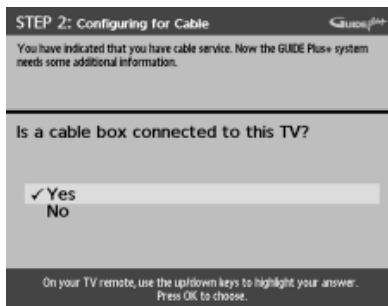 STEP 2: Configuring for Cable GUIDE Plus+
You have indicated that you have cable service. Now the GUIDE Plus+ system
needs some additional information.
Is a cable box connected to this TV?
✓ Yes
No
On your TV remote, use the up/down keys to highlight your answer.
Press OK to choose.